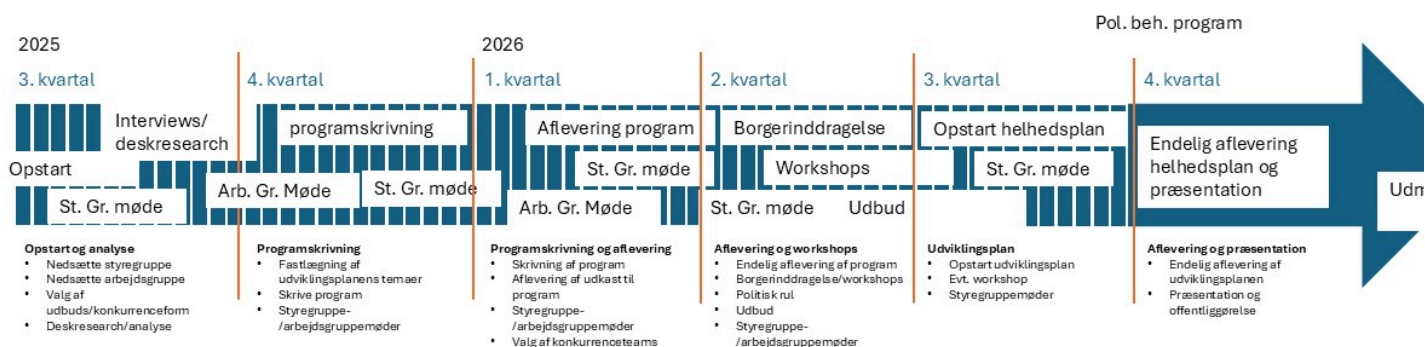 Pol. beh. program
2025
2026
3. kvartal
4. kvartal
1. kvartal
2. kvartal
3. kvartal
4. kvartal
Interviews/
deskresearch
programskrivning
Aflevering program
Borgerinddragelse
Opstart helhedsplan
Endelig aflevering
helhedsplan og
præsentation
Opstart
St. Gr. møde
Workshops
St. Gr. møde
Arb. Gr. Møde
St. Gr. møde
St. Gr. møde
Arb. Gr. Møde
St. Gr. møde
Udbud
Opstart og analyse
• Nedsætte styregruppe
• Nedsætte arbejdsgruppe
• Valg af
udbuds/konkurrenceform
• Deskresearch/analyse
Programskrivning
• Fastlægning af
udviklingsplanens temaer
• Skrive program
• Styregruppe-
/arbejdsgruppemøder
Programskrivning og aflevering
• Skrivning af program
• Aflevering af udkast til
program
• Styregruppe-
/arbejdsgruppemøder
• Valg af konkurrenceteams
Aflevering og workshops
• Endelig aflevering af program
• Borgerinddragelse/workshops
• Politisk rul
• Udbud
• Styregruppe-
/arbejdsgruppemøder
Udviklingsplan
• Opstart udviklingsplan
• Evt. workshop
• Styregruppemøder
Aflevering og præsentation
• Endelig aflevering af
udviklingsplanen
• Præsentation og
offentliggørelse